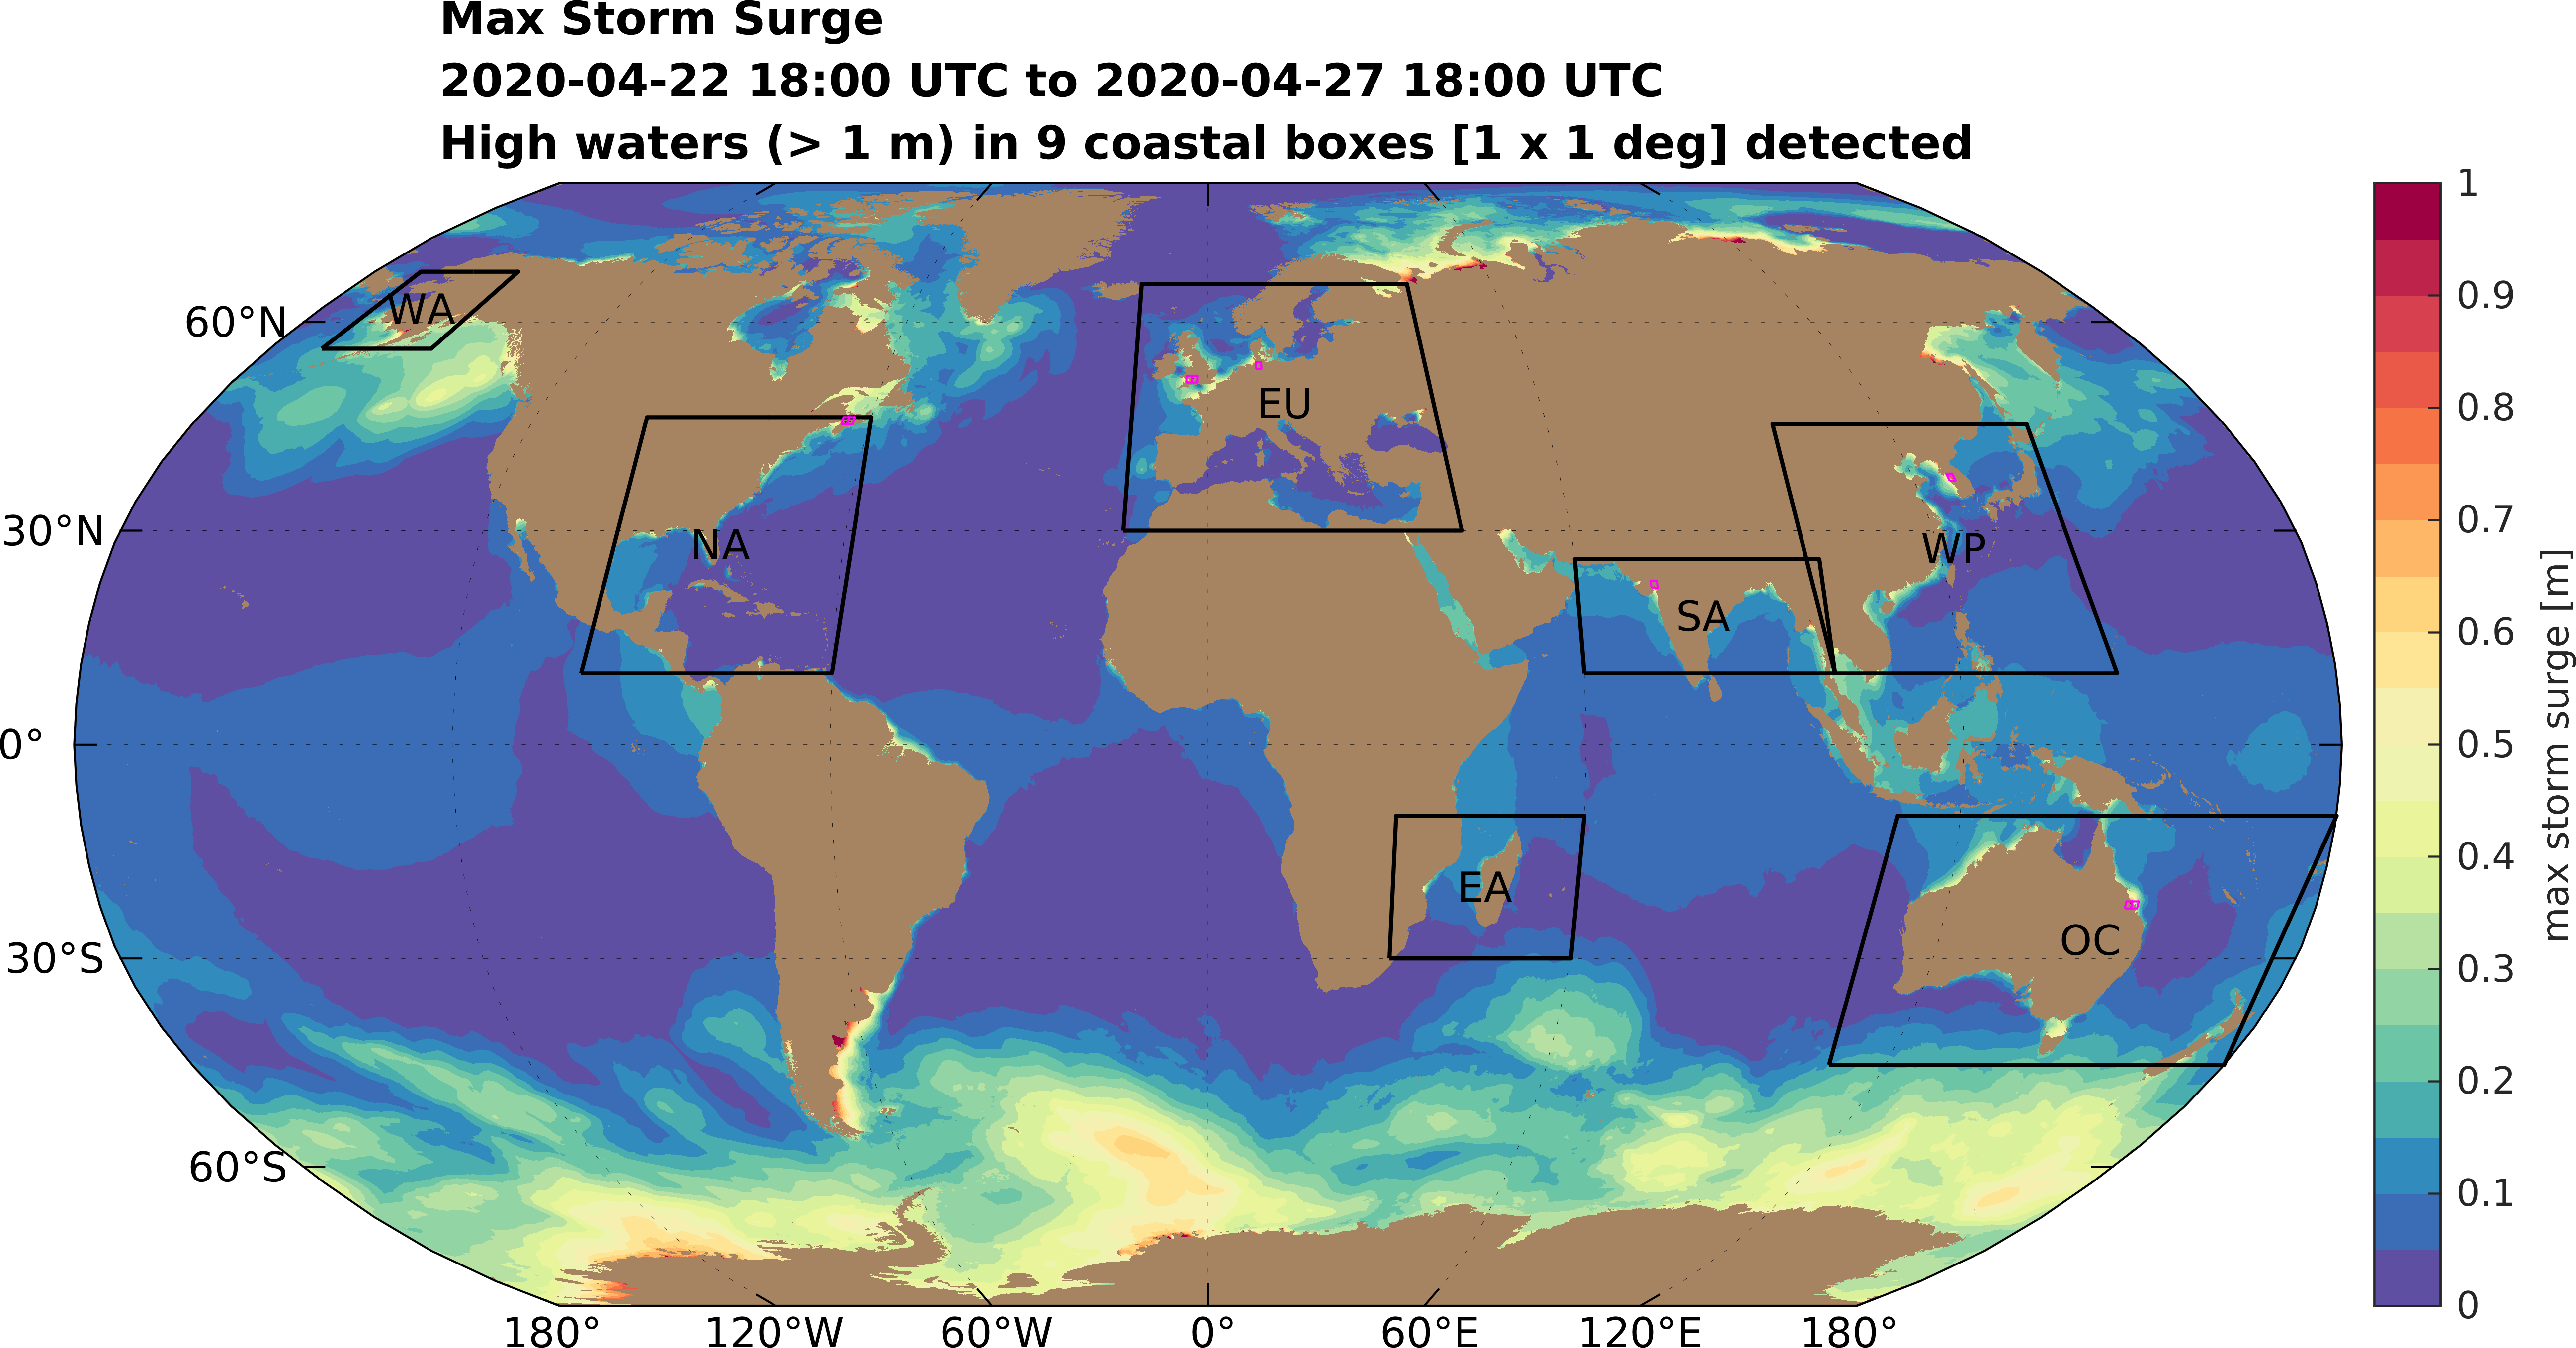 Max Storm Surge
2020-04-22 18:00 UTC to 2020-04-27 18:00 UTC
High waters (> 1 m) in 9 coastal boxes [1 x 1 deg] detected
WA
60°N
EU
30°N
NA
WP
SA
0°
EA
OC
30°S
60°S
180°
120°W
60°W
0°
60°E
120°E
180°
1
0.9
0.8
0.7
0.6
0.5
0.4
0.3
0.2
0.1
0
max storm surge [m]